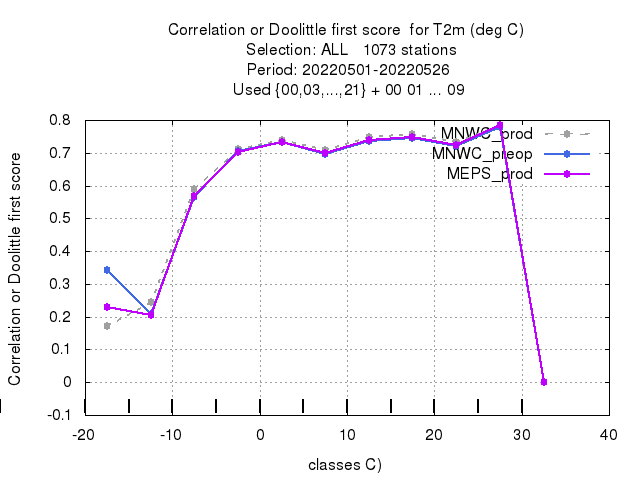 Correlation or Doolittle first score  for T2m (deg C)
Selection: ALL   1073 stations
Period: 20220501-20220526
Used {00,03,...,21} + 00 01 ... 09
Correlation or Doolittle first score
0.8
0.7
0.6
0.5
0.4
0.3
0.2
0.1
0
-0.1
MNWC_prod
MNWC_preop
MEPS_prod
-20 -10 0 10 20 30 40
classes C)